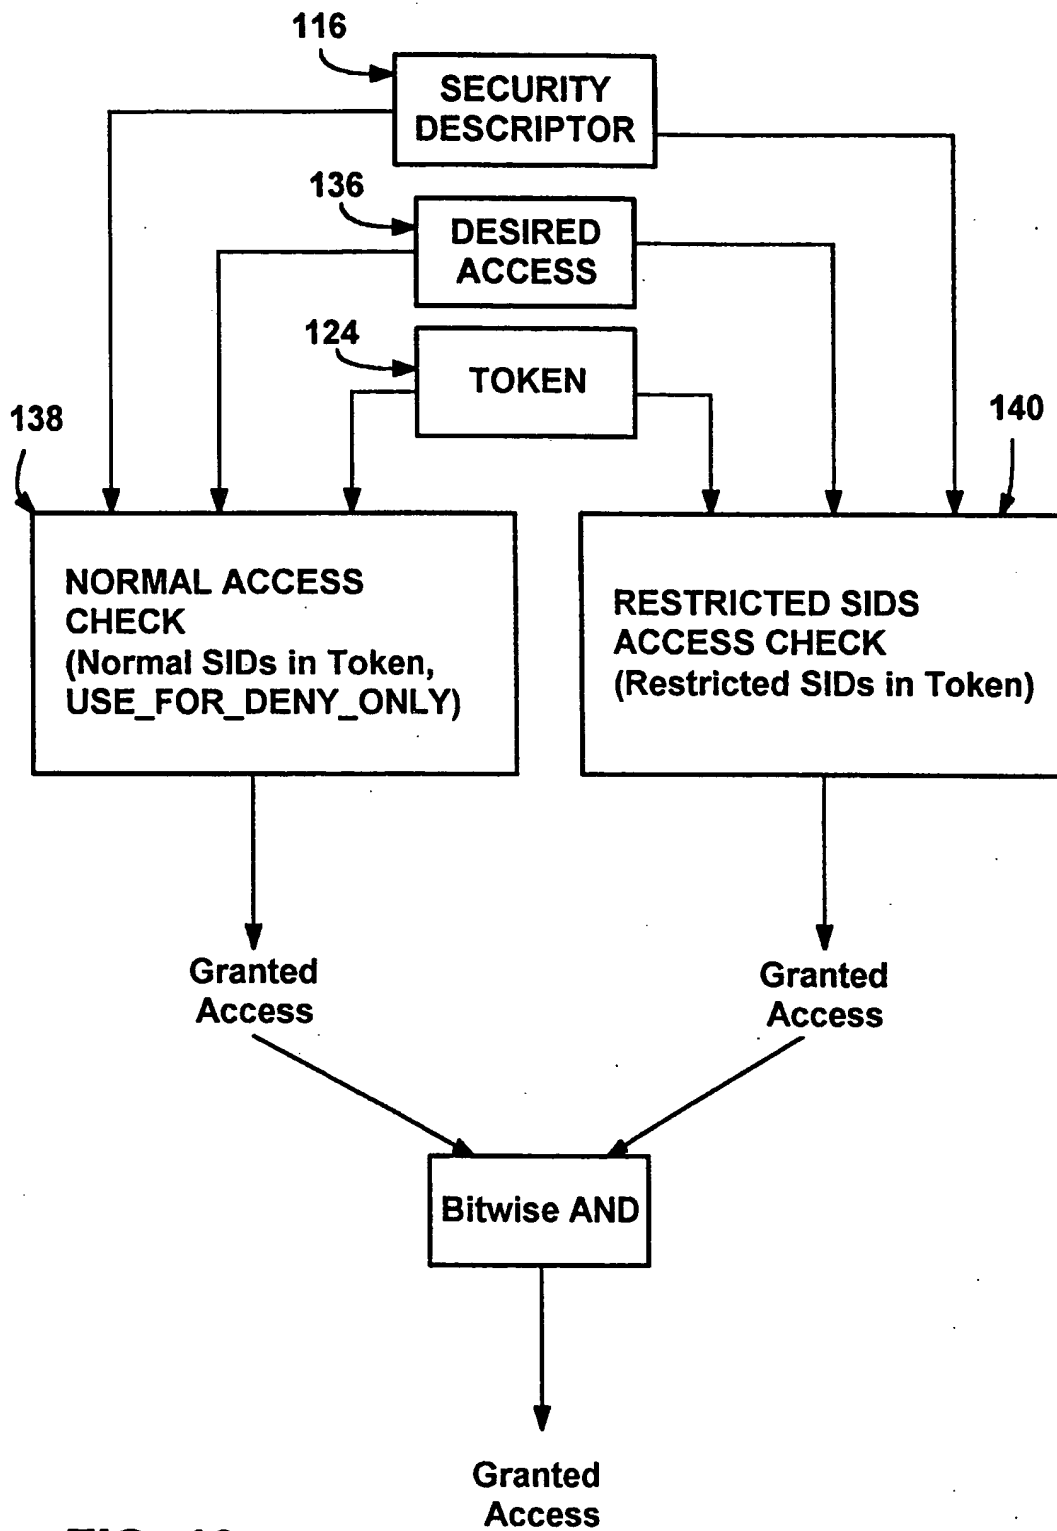 116
SECURITY
DESCRIPTOR
136
DESIRED
ACCESS
124
TOKEN
138
140
NORMAL ACCESS
CHECK
(Normal SIDs in Token,
USE_FOR_DENY_ONLY)
RESTRICTED SIDS
ACCESS CHECK
(Restricted SIDs in Token)
Granted
Access
Granted
Access
Bitwise AND
Granted
Access